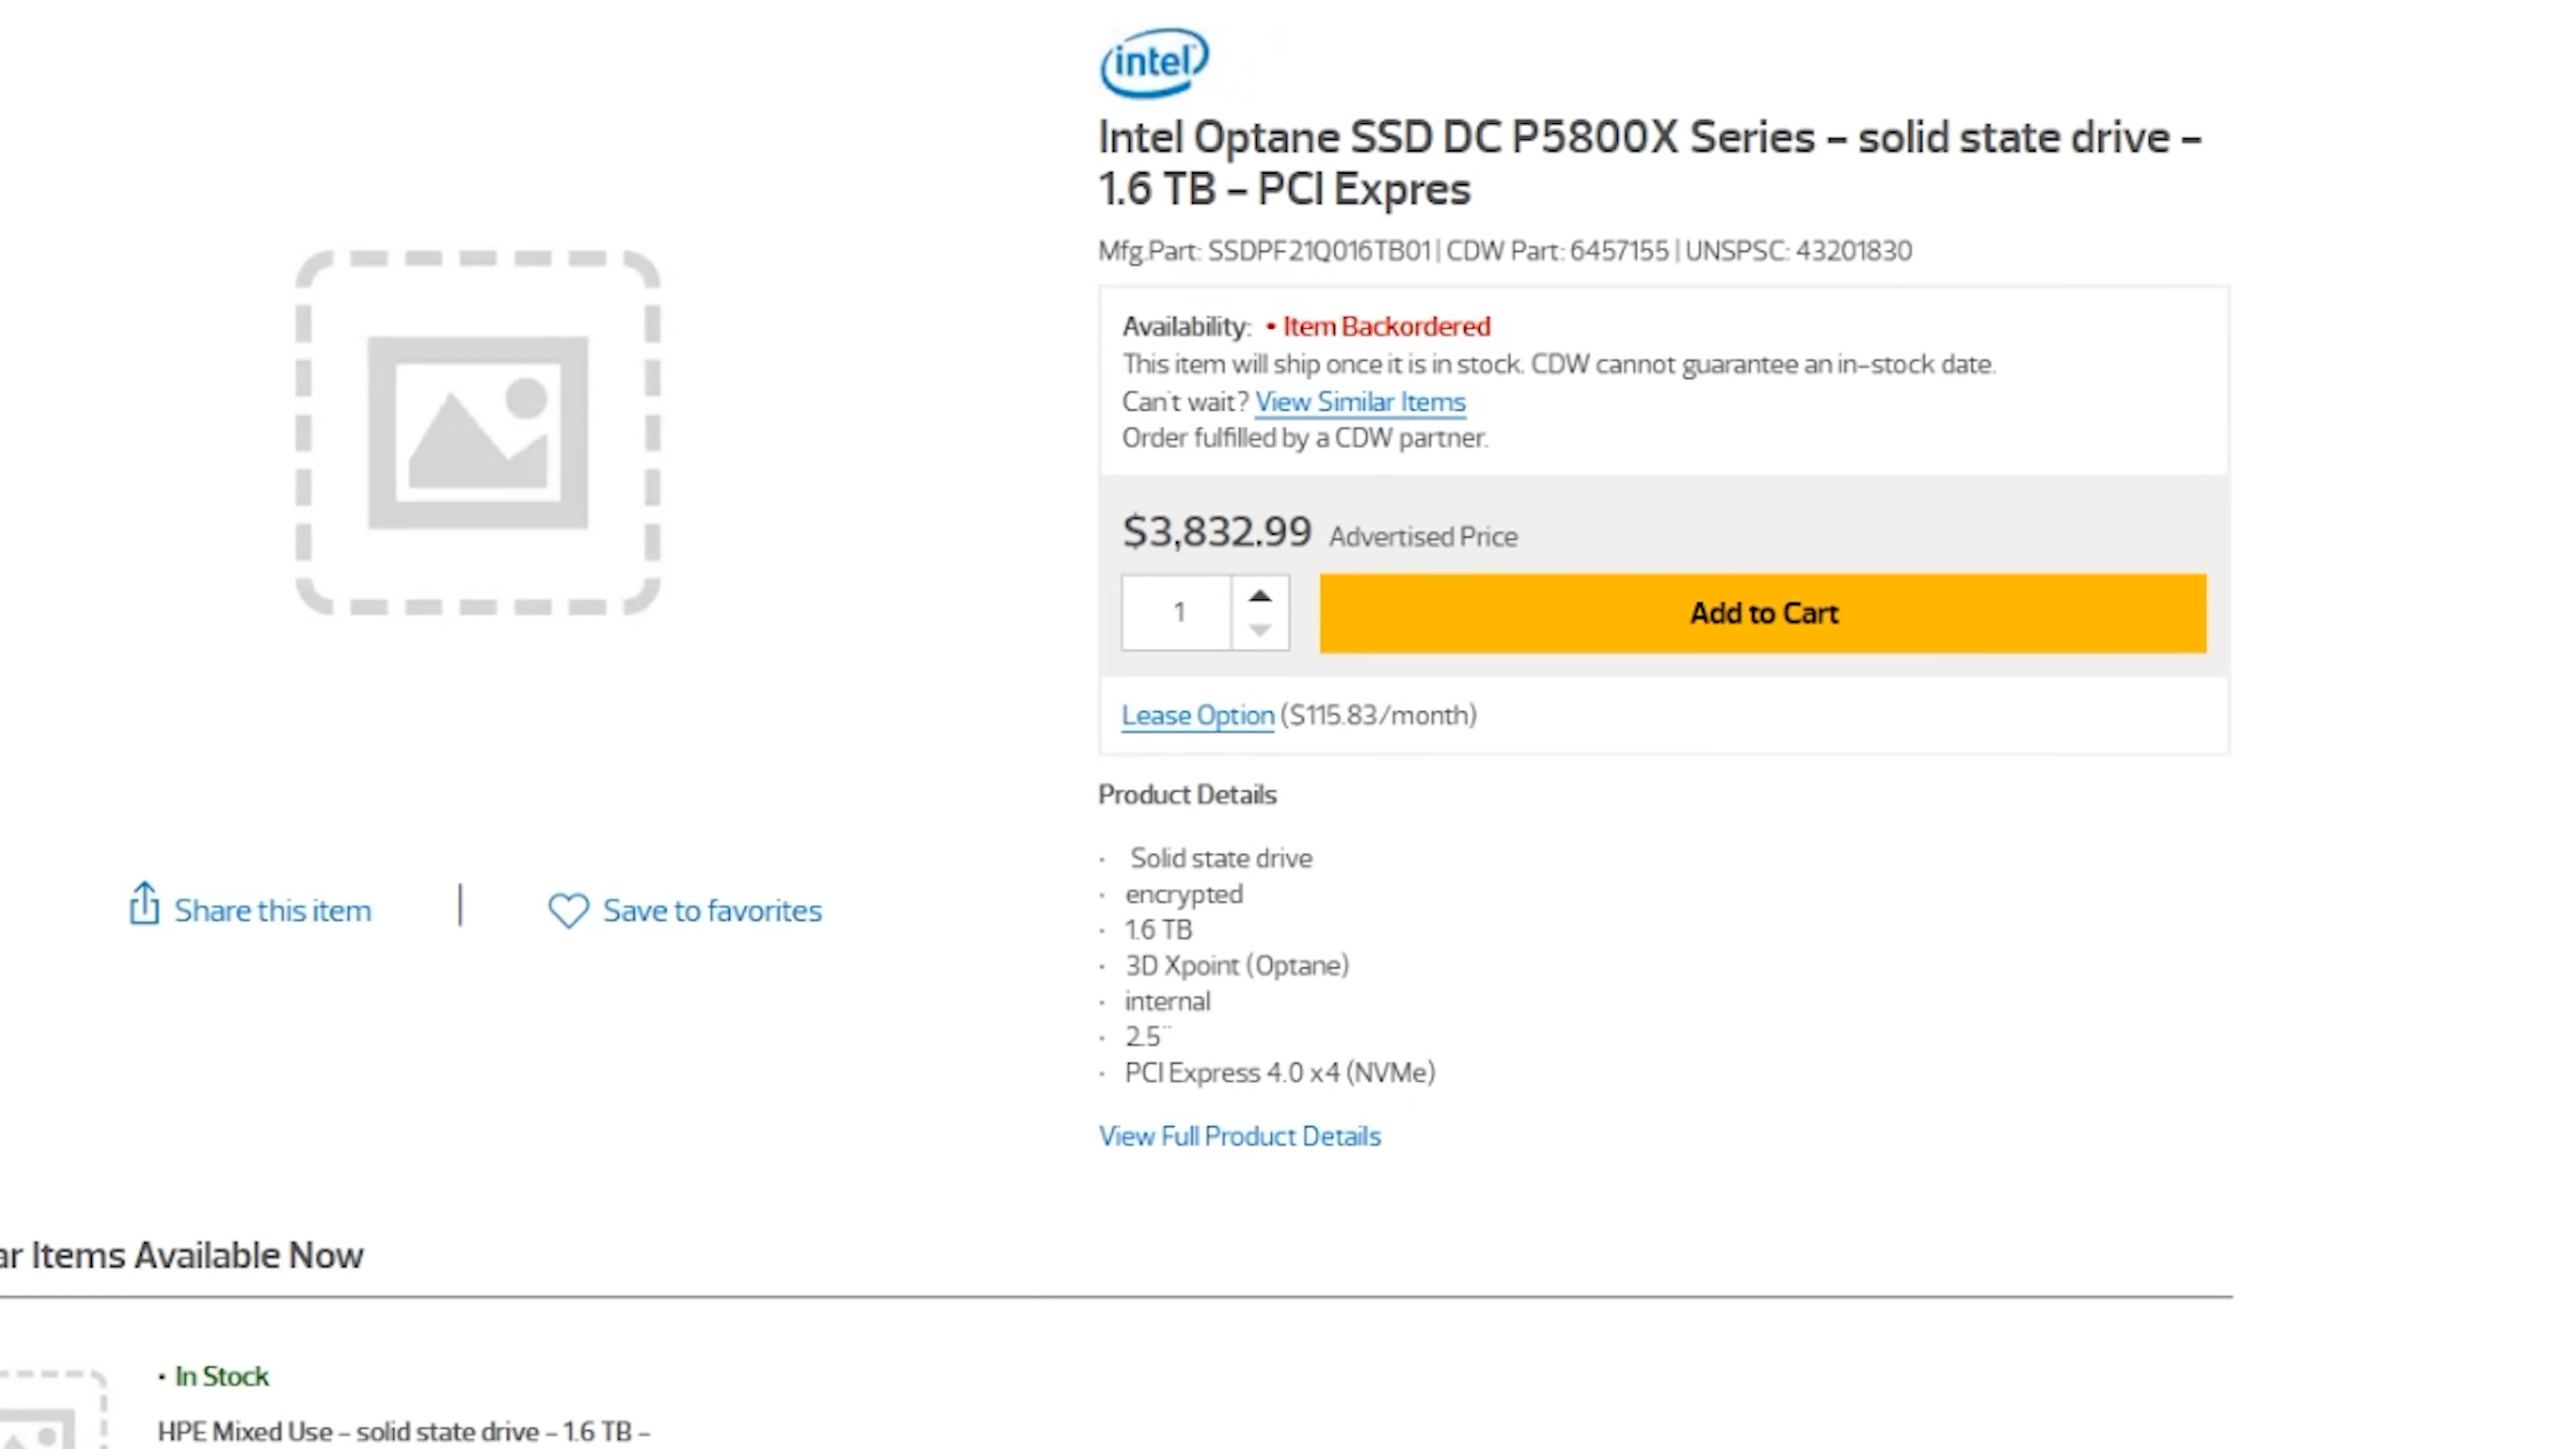 intel
Intel Optane SSD DC P5800X Series – solid state drive –
1.6 TB – PCI Expres
Mfg.Part: SSDPF21Q016TB01 | CDW Part: 6457155 | UNSPSC: 43201830
Availability: • Item Backordered
This item will ship once it is in stock. CDW cannot guarantee an in-stock date.
Can't wait? View Similar Items
Order fulfilled by a CDW partner.
$3,832.99 Advertised Price
1
Add to Cart
Lease Option ($115.83/month)
Product Details
· Solid state drive
· encrypted
· 1.6 TB
· 3D Xpoint (Optane)
· internal
· 2.5"
· PCI Express 4.0 x4 (NVMe)
View Full Product Details
Share this item | Save to favorites
ar Items Available Now
• In Stock
HPE Mixed Use – solid state drive – 1.6 TB –